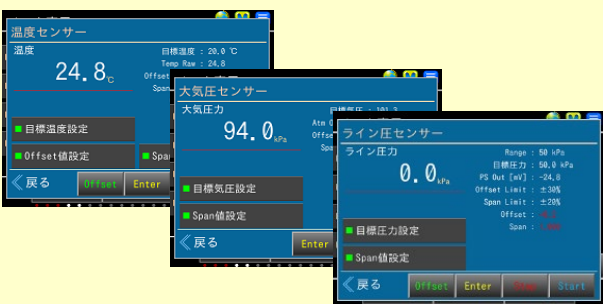 温度センサー
温度
24.8℃
目標温度 : 20.0 ℃
Temp Raw : 24.8
Offset
Span
■目標温度設定
■Offset値設定
■Span
《戻る
Offset
Enter
大気圧センサー
大気圧力
94.0kPa
目標気圧 : 101.3
Atm O
Offse
Spa
■目標気圧設定
■Span値設定
《戻る
Enter
ライン圧センサー
ライン圧力
0.0kPa
Range : 50 kPa
目標圧力 : 50.0 kPa
PS Out [mV] : -24.8
Offset Limit : ±30%
Span Limit : ±20%
Offset :
Span :
■目標圧力設定
■Span値設定
《戻る
Offset
Enter
Start